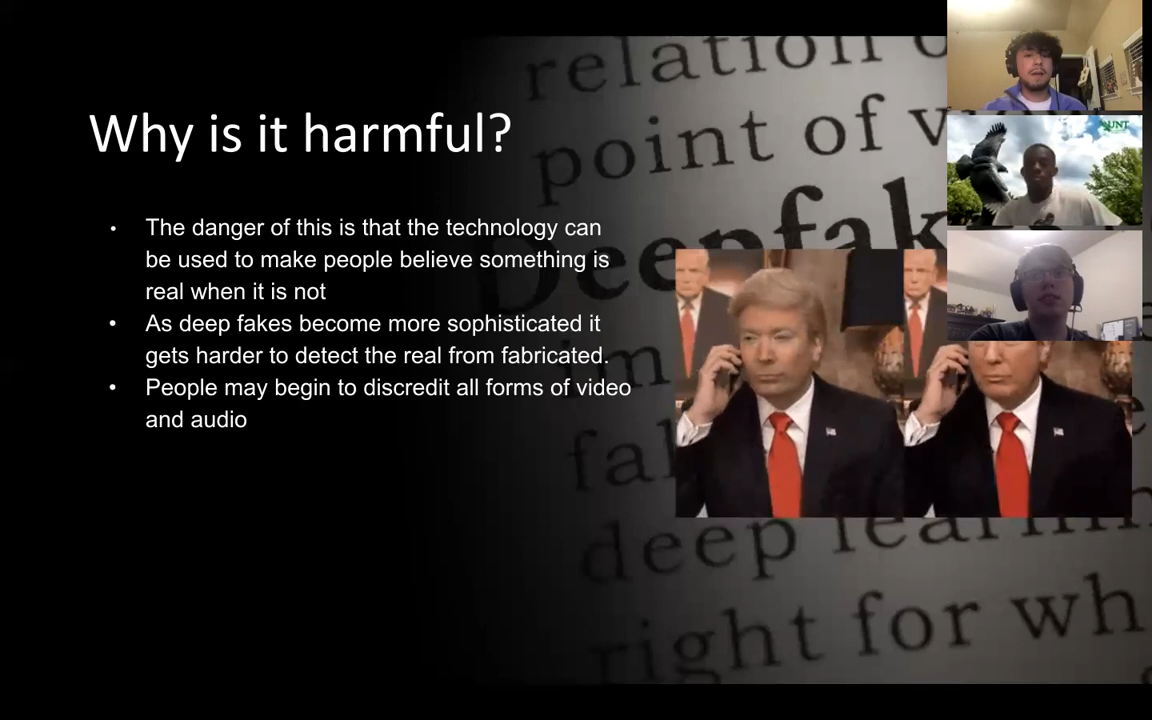 Why is it harmful?
• The danger of this is that the technology can
be used to make people believe something is
real when it is not
• As deep fakes become more sophisticated it
gets harder to detect the real from fabricated.
• People may begin to discredit all forms of video
and audio
relation
point of
Deepfak
im
fal
deep lear
right for wh
UNT